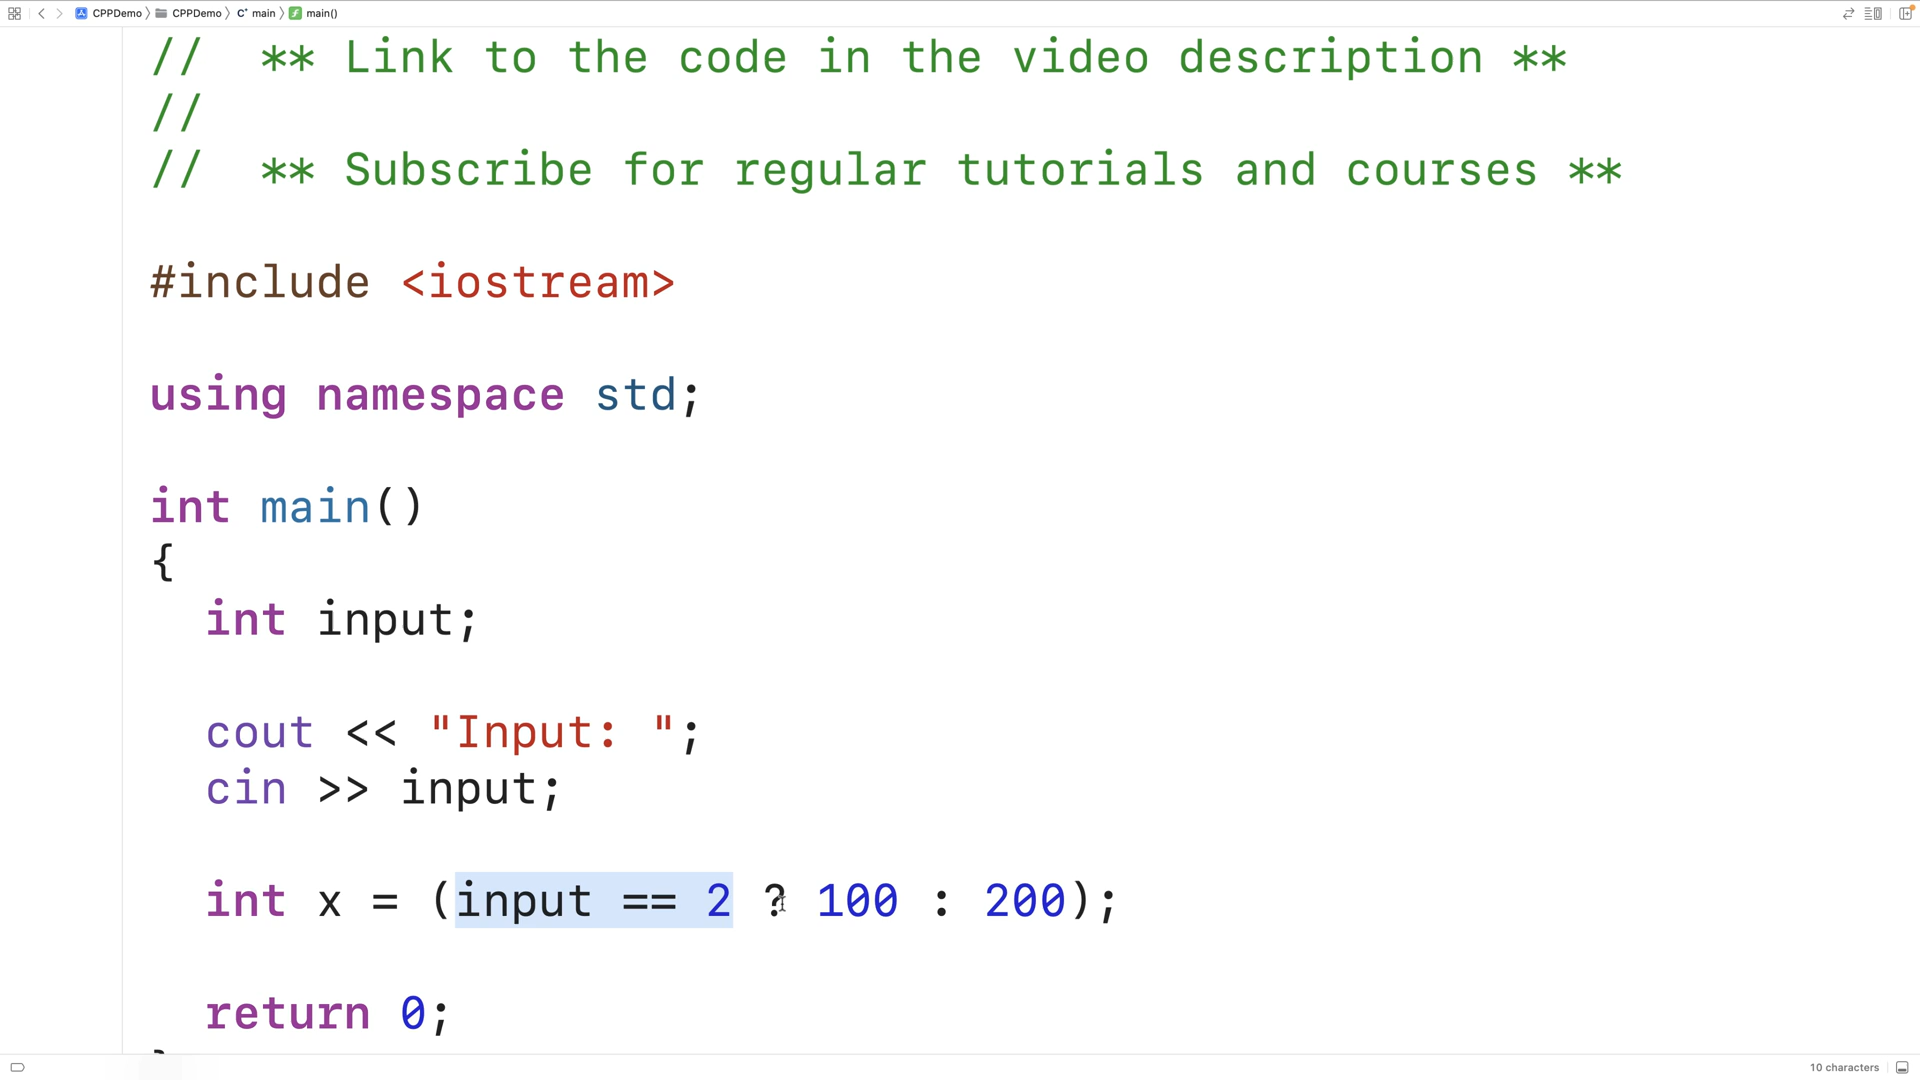 CPPDemo CPPDemo C main f main()
//  ** Link to the code in the video description **
//
//  ** Subscribe for regular tutorials and courses **
#include <iostream>
using namespace std;
int main()
{
int input;
cout << "Input: ";
cin >> input;
int x = (input == 2 ? 100 : 200);
return 0;
10 characters